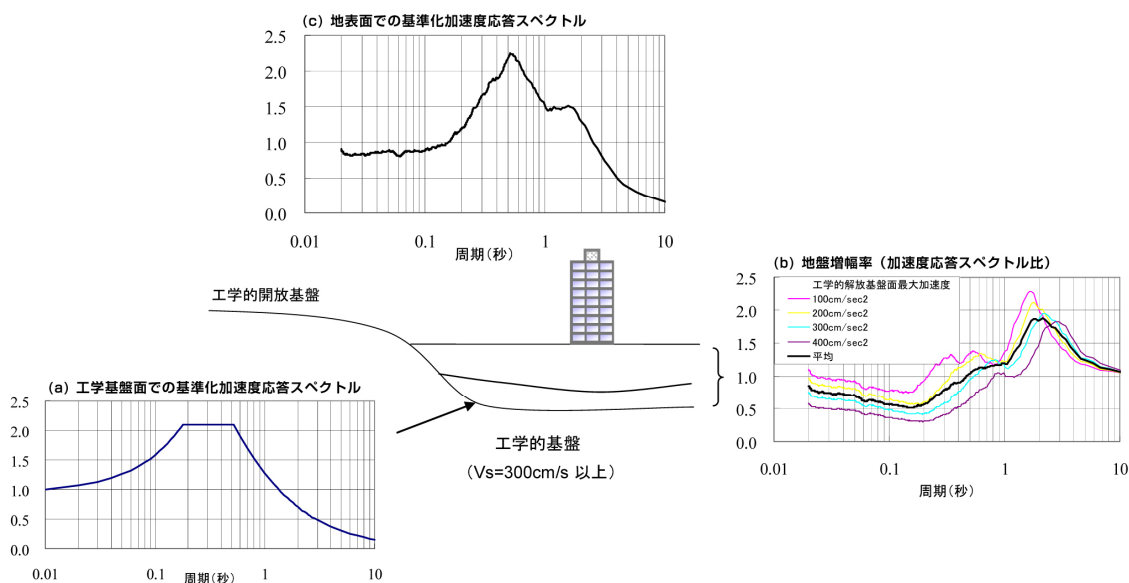 (c) 地表面での基準化加速度応答スペクトル
2.5
2.0
1.5
1.0
0.5
0.0
0.01
0.1
1
10
周期(秒)
工学的開放基盤
(b) 地盤増幅率（加速度応答スペクトル比）
工学的解放基盤面最大加速度
100cm/sec2
200cm/sec2
300cm/sec2
400cm/sec2
平均
2.5
2.0
1.5
1.0
0.5
0.0
0.01
0.1
1
10
周期(秒)
(a) 工学基盤面での基準化加速度応答スペクトル
2.5
2.0
1.5
1.0
0.5
0.0
0.01
0.1
1
10
周期(秒)
工学的基盤
（Vs=300cm/s 以上）